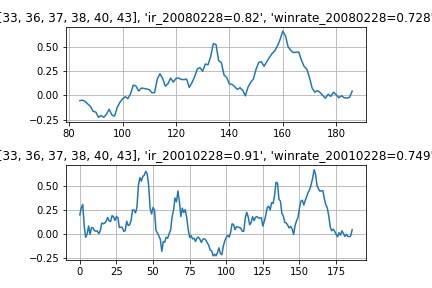 [33, 36, 37, 38, 40, 43], 'ir_20080228=0.82', 'winrate_20080228=0.728'
0.50
0.25
0.00
−0.25
80 100 120 140 160 180
[33, 36, 37, 38, 40, 43], 'ir_20010228=0.91', 'winrate_20010228=0.749'
0.50
0.25
0.00
−0.25
0 25 50 75 100 125 150 175